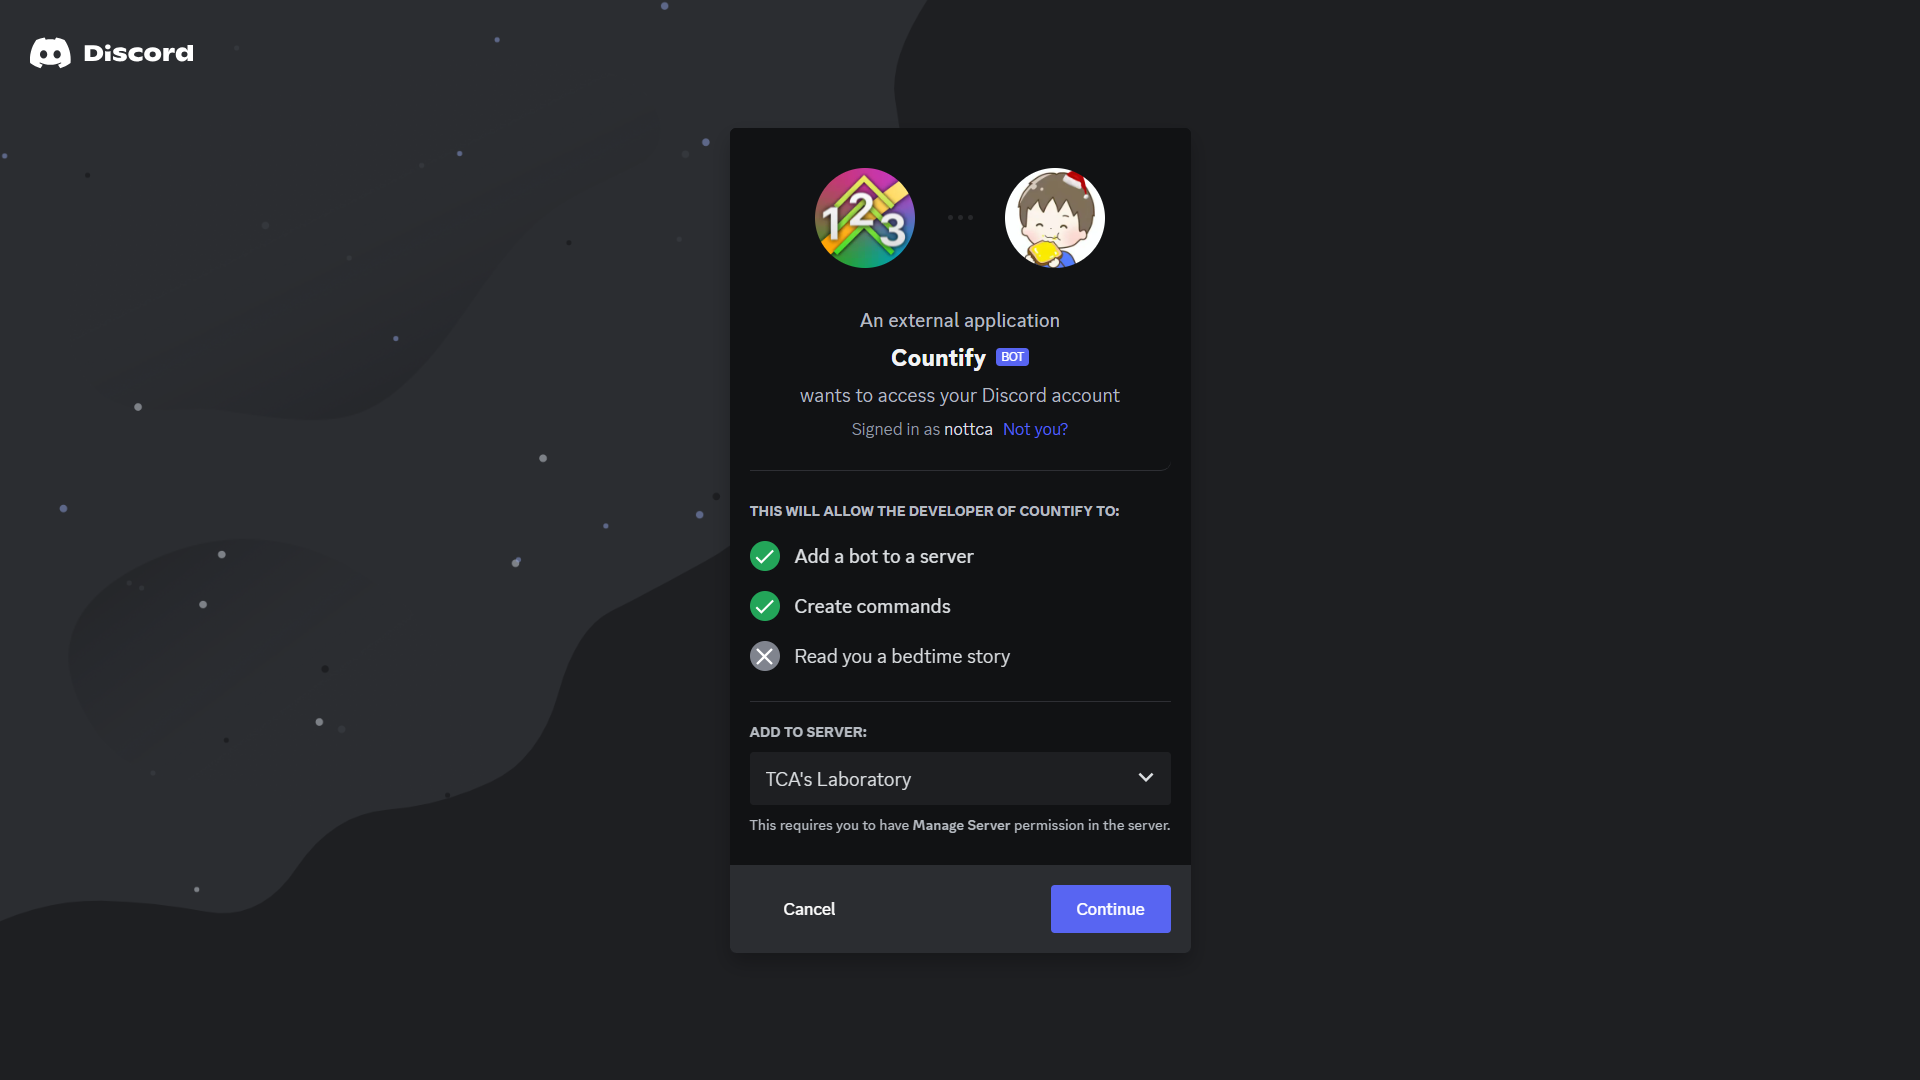 Discord
123
An external application
Countify BOT
wants to access your Discord account
Signed in as nottca Not you?
THIS WILL ALLOW THE DEVELOPER OF COUNTIFY TO:
Add a bot to a server
Create commands
Read you a bedtime story
ADD TO SERVER:
TCA's Laboratory
This requires you to have Manage Server permission in the server.
Cancel
Continue